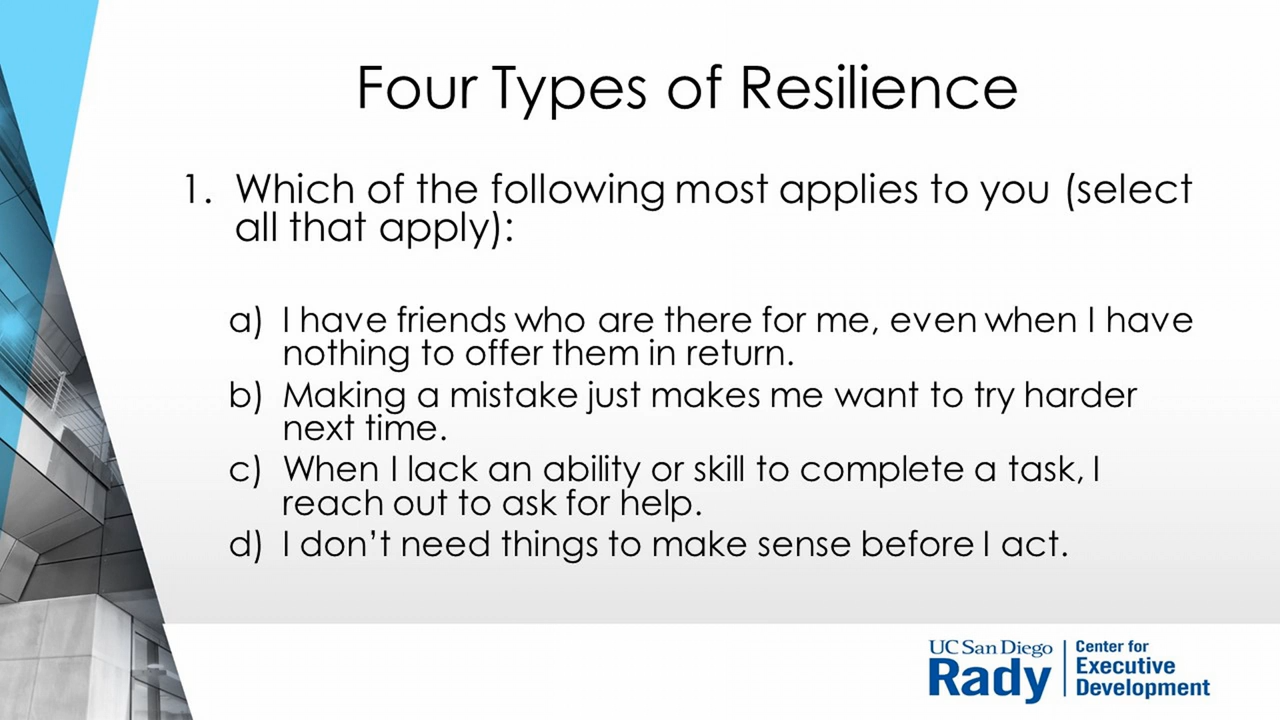 Four Types of Resilience
1. Which of the following most applies to you (select
all that apply):
a) I have friends who are there for me, even when I have
nothing to offer them in return.
b) Making a mistake just makes me want to try harder
next time.
c) When I lack an ability or skill to complete a task, I
reach out to ask for help.
d) I don’t need things to make sense before I act.
UC San Diego
Rady
Center for
Executive
Development